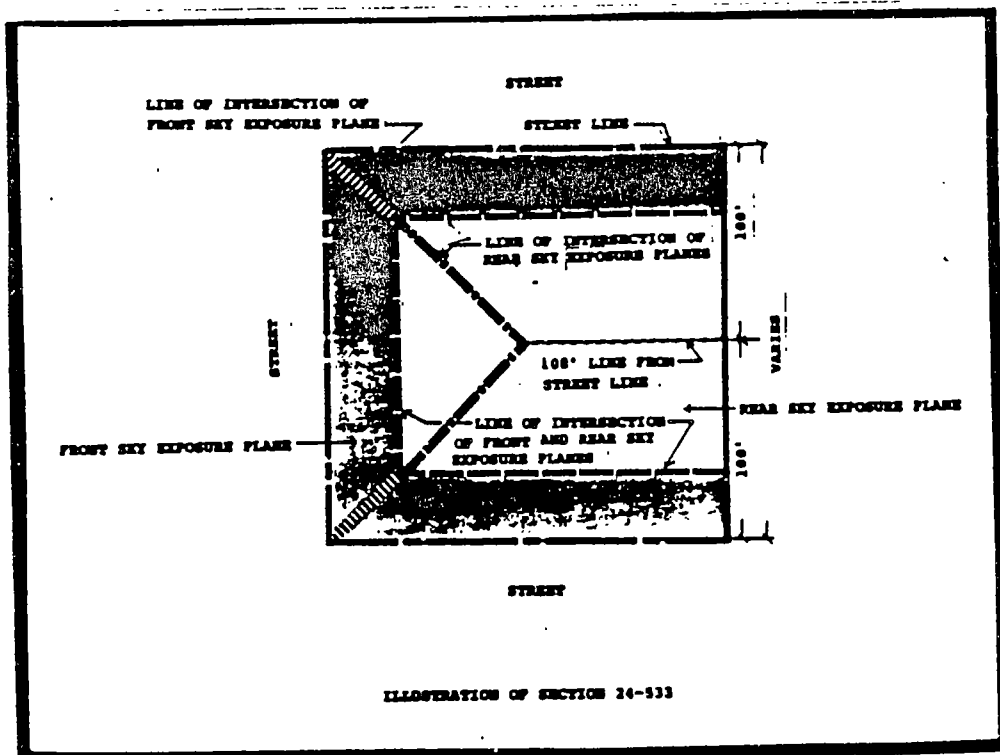 STREET
LINE OF INTERSECTION OF
FRONT SKY EXPOSURE PLANE
STREET LINE
100'
LINE OF INTERSECTION OF
REAR SKY EXPOSURE PLANES
STREET
VARIES
100' LINE FROM
STREET LINE
REAR SKY EXPOSURE PLANE
LINE OF INTERSECTION
OF FRONT AND REAR SKY
EXPOSURE PLANES
FRONT SKY EXPOSURE PLANE
100'
STREET
ILLUSTRATION OF SECTION 24-533